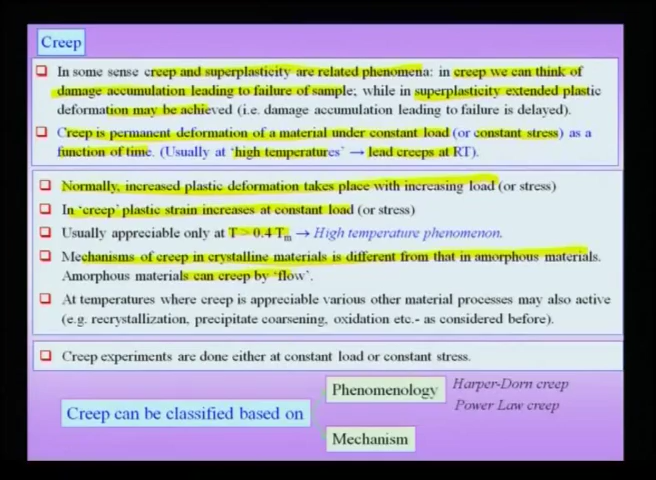 Creep
❑ In some sense creep and superplasticity are related phenomena: in creep we can think of
damage accumulation leading to failure of sample; while in superplasticity extended plastic
deformation may be achieved (i.e. damage accumulation leading to failure is delayed).
❑ Creep is permanent deformation of a material under constant load (or constant stress) as a
function of time. (Usually at 'high temperatures' → lead creeps at RT).
❑ Normally, increased plastic deformation takes place with increasing load (or stress)
❑ In 'creep' plastic strain increases at constant load (or stress)
❑ Usually appreciable only at T > 0.4 Tm → High temperature phenomenon.
❑ Mechanisms of creep in crystalline materials is different from that in amorphous materials.
Amorphous materials can creep by 'flow'.
❑ At temperatures where creep is appreciable various other material processes may also active
(e.g. recrystallization, precipitate coarsening, oxidation etc.- as considered before).
❑ Creep experiments are done either at constant load or constant stress.
Creep can be classified based on
Phenomenology
Harper-Dorn creep
Power Law creep
Mechanism